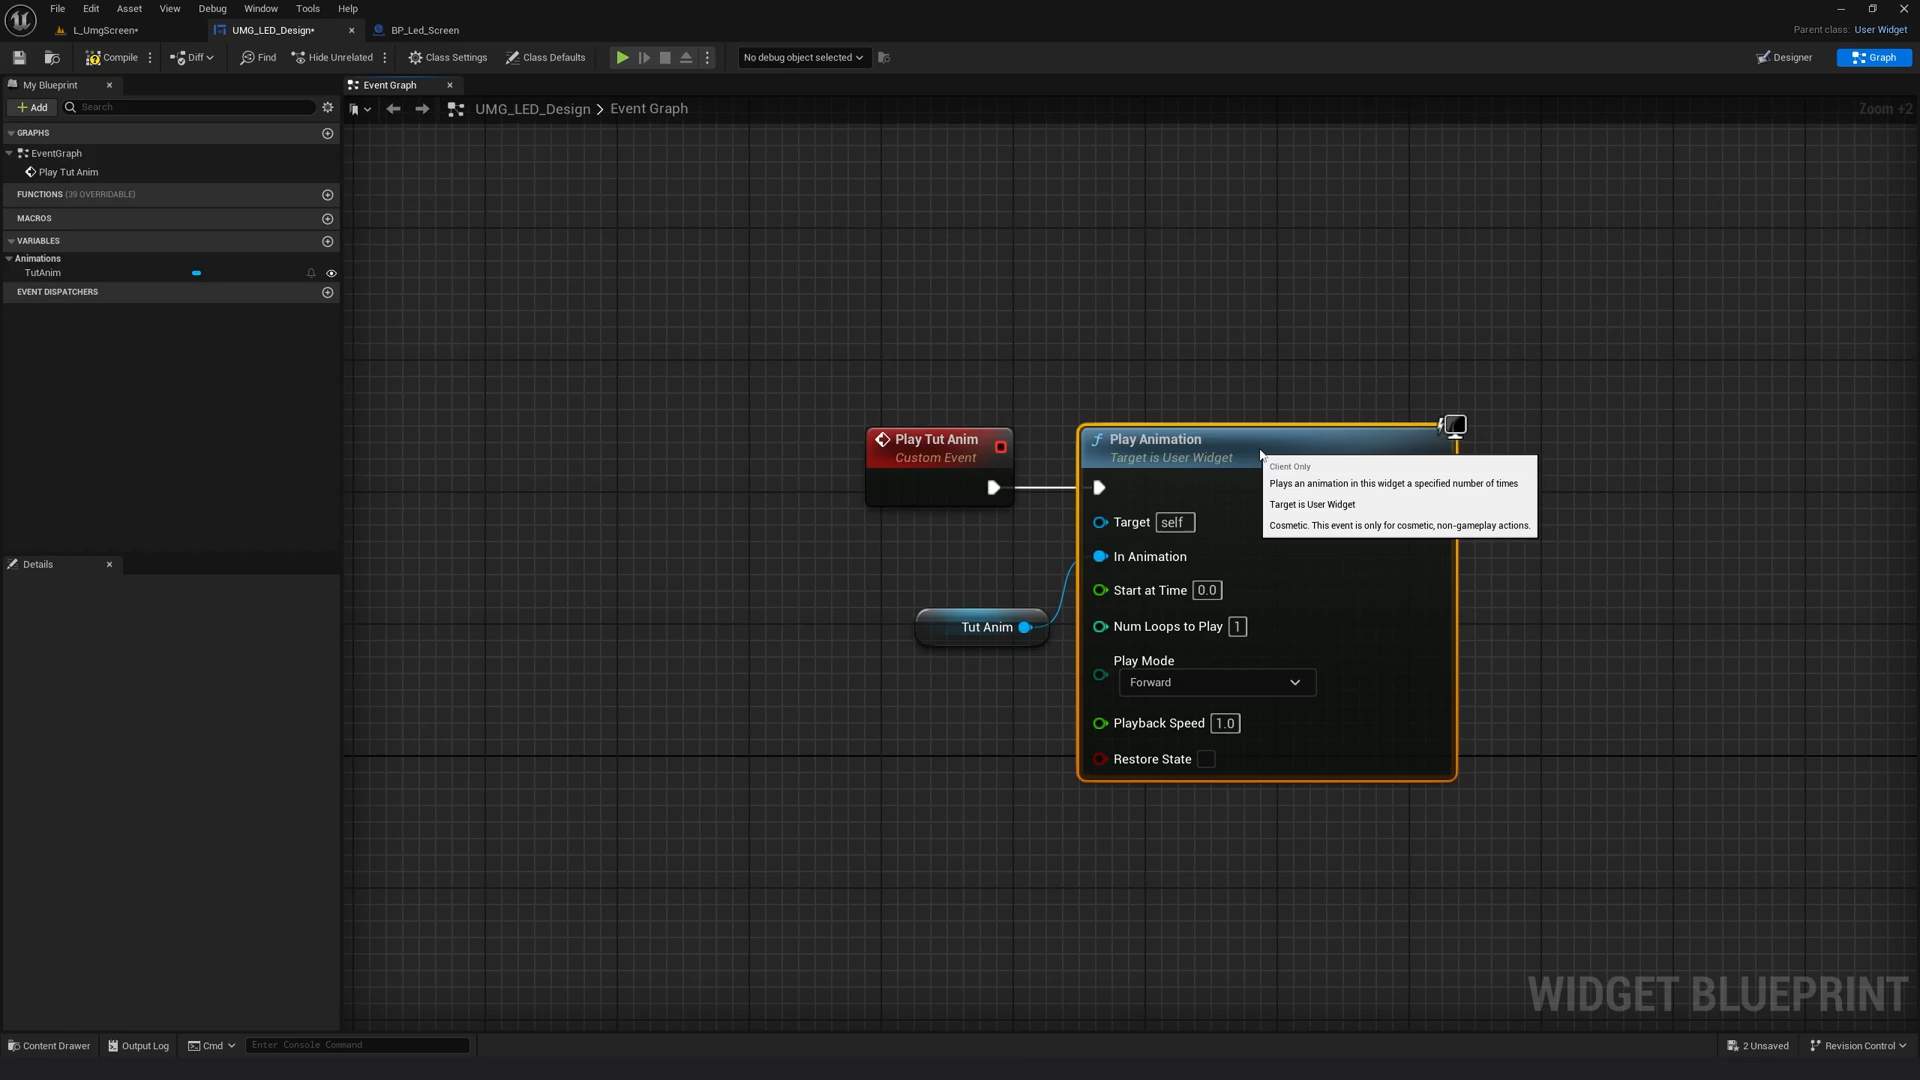 File Edit Asset View Debug Window Tools Help
L_UmgScreen* UMG_LED_Design* BP_Led_Screen
Parent class: User Widget
Compile Diff Find Hide Unrelated Class Settings Class Defaults No debug object selected Designer Graph
My Blueprint
Event Graph
Add Search
UMG_LED_Design > Event Graph
Zoom +2
GRAPHS
EventGraph
Play Tut Anim
FUNCTIONS (39 OVERRIDABLE)
MACROS
VARIABLES
Animations
TutAnim
EVENT DISPATCHERS
Details
Play Tut Anim
Custom Event
Tut Anim
Play Animation
Target is User Widget
Target self
In Animation
Start at Time 0.0
Num Loops to Play 1
Play Mode
Forward
Playback Speed 1.0
Restore State
Client Only
Plays an animation in this widget a specified number of times
Target is User Widget
Cosmetic. This event is only for cosmetic, non-gameplay actions.
WIDGET BLUEPRINT
Content Drawer Output Log Cmd Enter Console Command 2 Unsaved Revision Control